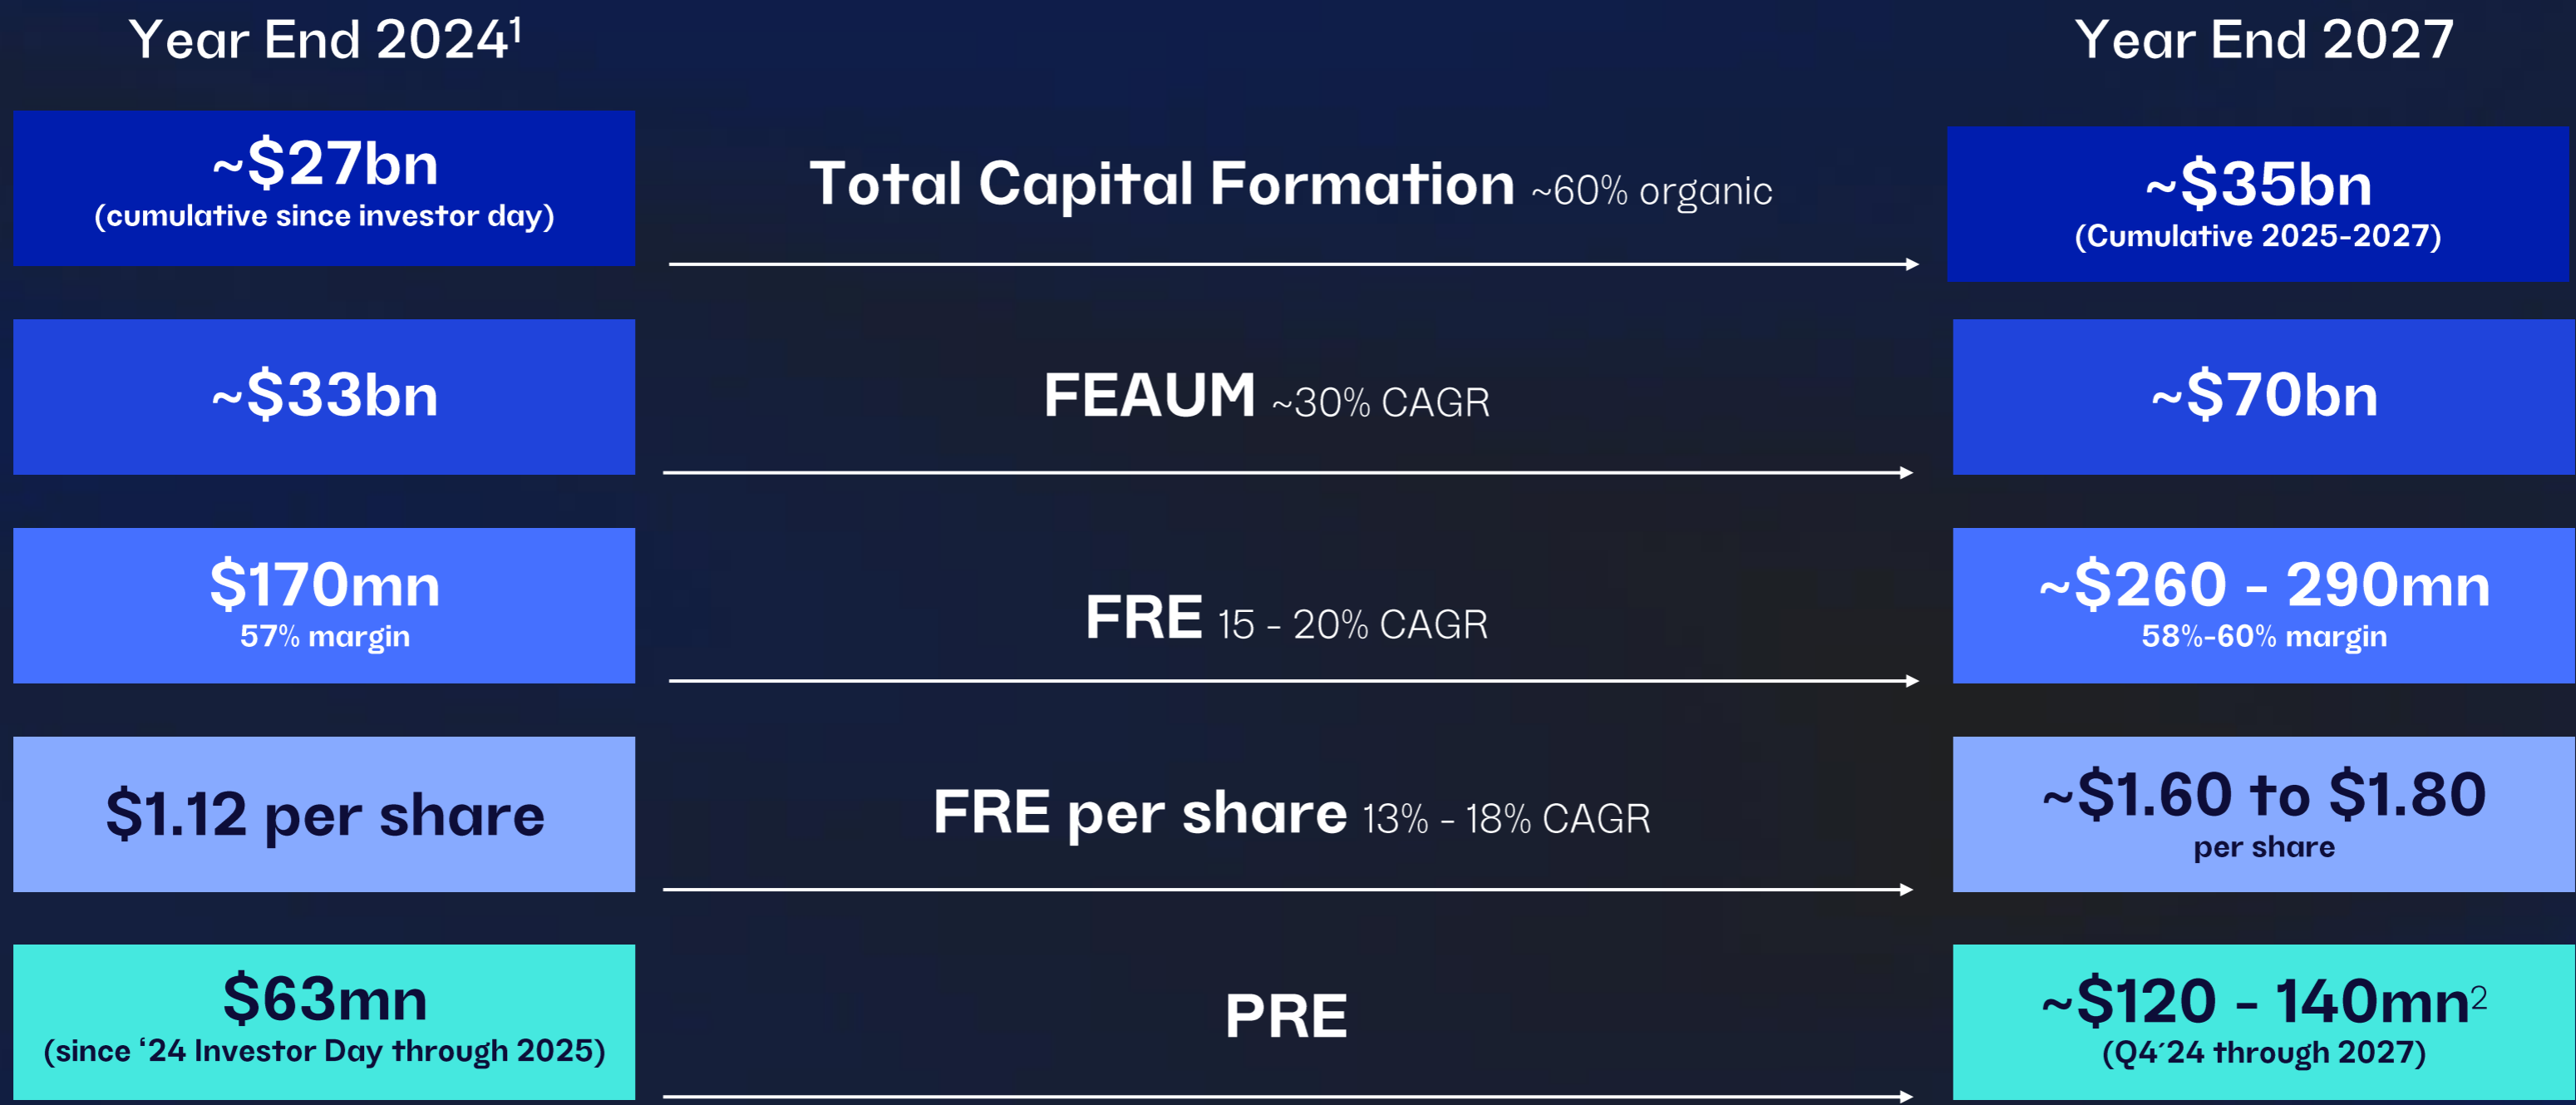 Year End 2024¹
Year End 2027
~$27bn
(cumulative since investor day)
Total Capital Formation ~60% organic
~$35bn
(Cumulative 2025-2027)
~$33bn
FEAUM ~30% CAGR
~$70bn
$170mn
57% margin
FRE 15 - 20% CAGR
~$260 - 290mn
58%-60% margin
$1.12 per share
FRE per share 13% - 18% CAGR
~$1.60 to $1.80
per share
$63mn
(since ‘24 Investor Day through 2025)
PRE
~$120 - 140mn²
(Q4´24 through 2027)